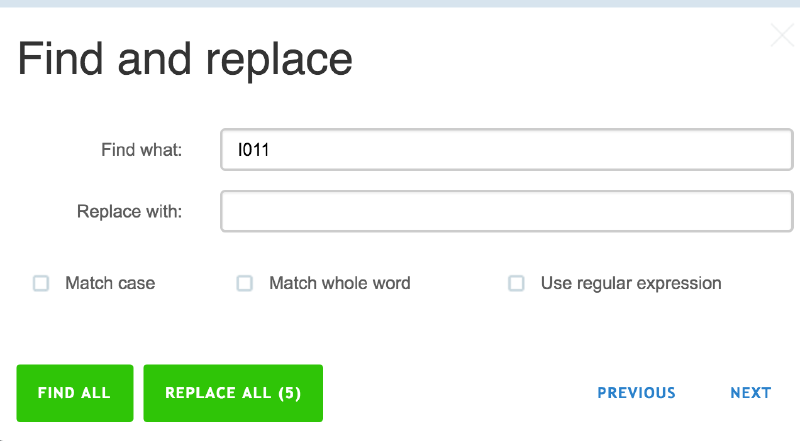 Find and replace
Find what: I011
Replace with:
Match case Match whole word Use regular expression
FIND ALL REPLACE ALL (5) PREVIOUS NEXT